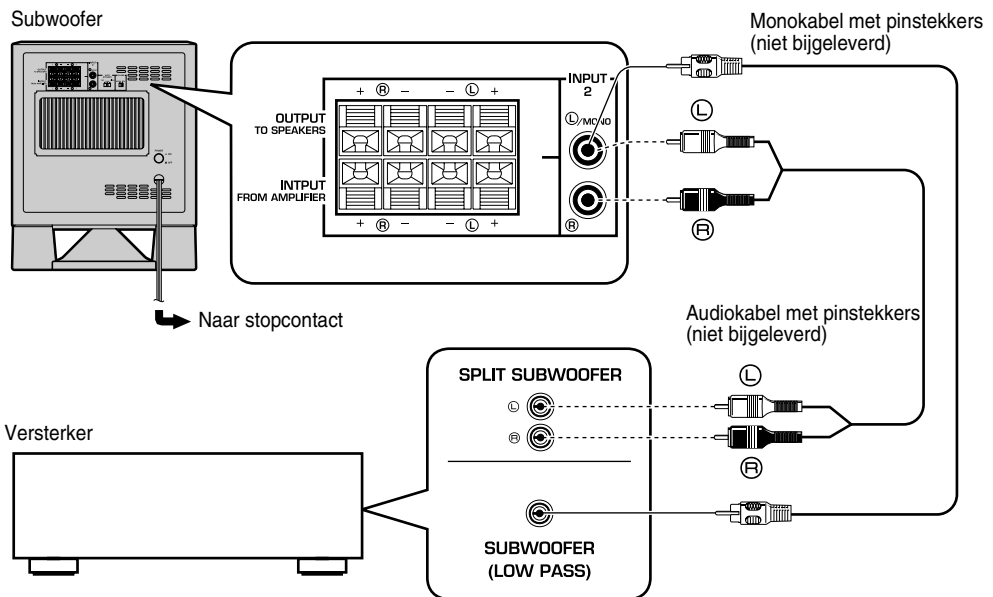 Subwoofer
Monokabel met pinstekkers
(niet bijgeleverd)
INPUT
2
+ R − − L +
OUTPUT
TO SPEAKERS
L/MONO
L
INTPUT
FROM AMPLIFIER
R
R
+ R − − L +
Naar stopcontact
Audiokabel met pinstekkers
(niet bijgeleverd)
SPLIT SUBWOOFER
L
L
R
Versterker
R
SUBWOOFER
(LOW PASS)